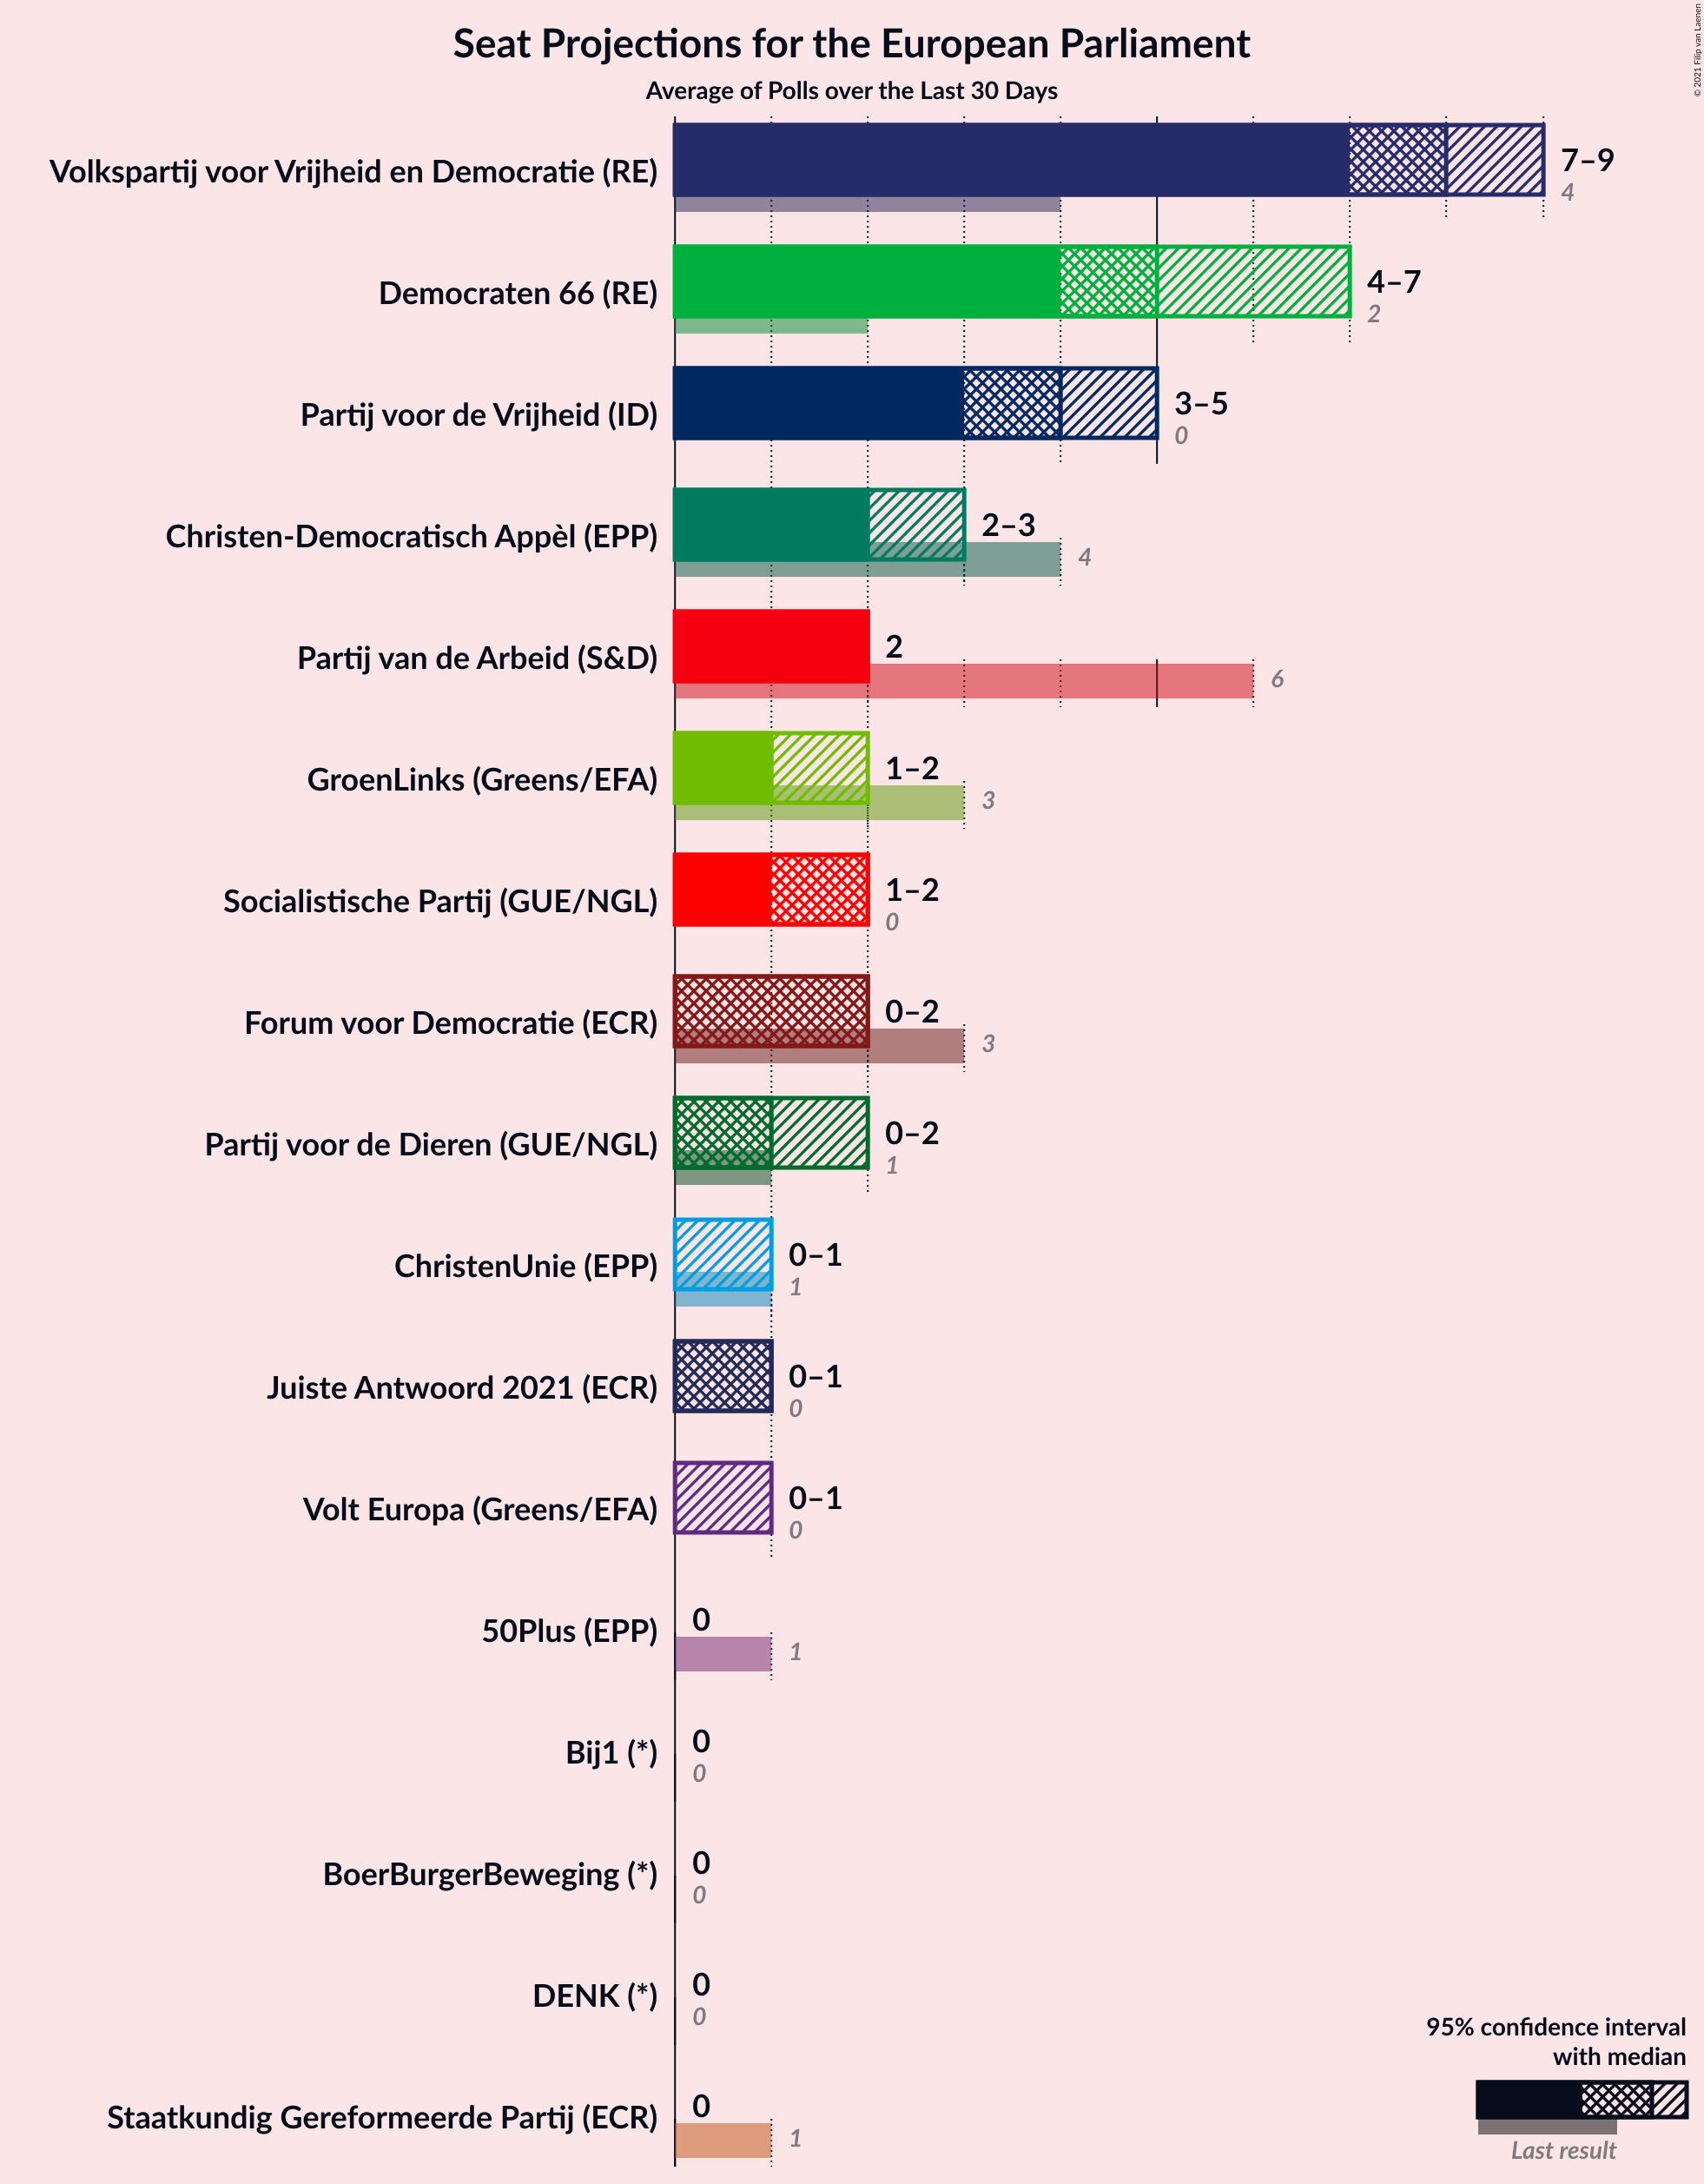 © 2021 Filip van Laenen
Seat Projections for the European Parliament
Average of Polls over the Last 30 Days
Volkspartij voor Vrijheid en Democratie (RE)
7–9
4
Democraten 66 (RE)
4–7
2
Partij voor de Vrijheid (ID)
3–5
0
Christen-Democratisch Appèl (EPP)
2–3
4
Partij van de Arbeid (S&D)
2
6
GroenLinks (Greens/EFA)
1–2
3
Socialistische Partij (GUE/NGL)
1–2
0
Forum voor Democratie (ECR)
0–2
3
Partij voor de Dieren (GUE/NGL)
0–2
1
ChristenUnie (EPP)
0–1
1
Juiste Antwoord 2021 (ECR)
0–1
0
Volt Europa (Greens/EFA)
0–1
0
50Plus (EPP)
0
1
Bij1 (*)
0
0
BoerBurgerBeweging (*)
0
0
DENK (*)
0
0
Staatkundig Gereformeerde Partij (ECR)
0
1
95% confidence interval
with median
Last result